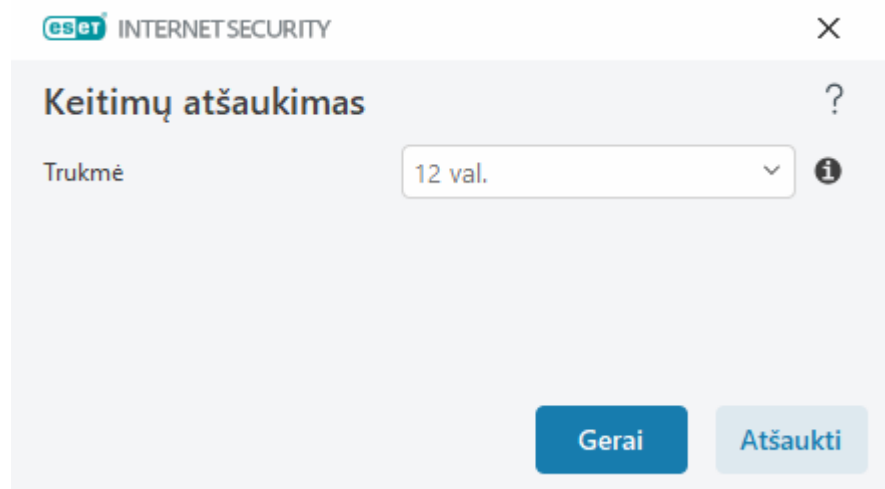 eset INTERNET SECURITY
Keitimų atšaukimas
?
Trukmė
12 val.
Gerai
Atšaukti